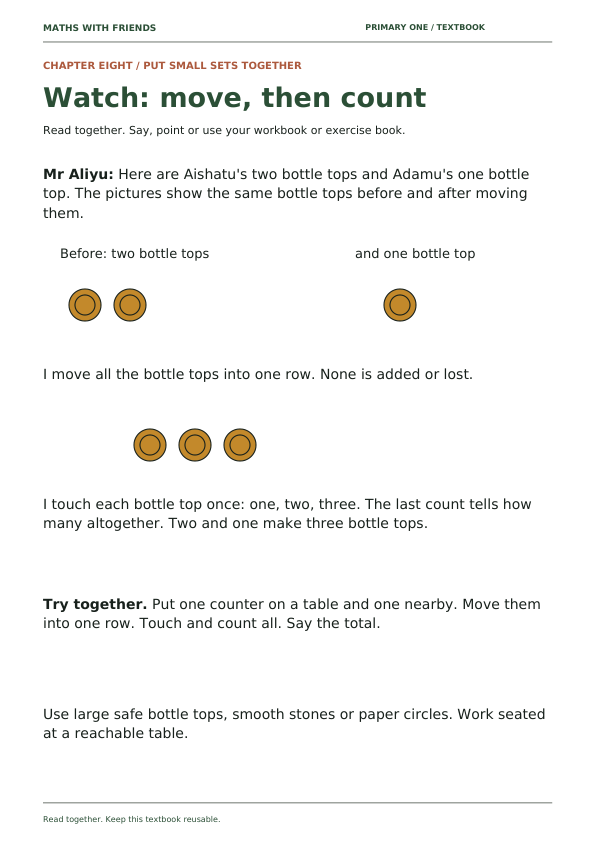 MATHS WITH FRIENDS
PRIMARY ONE / TEXTBOOK
CHAPTER EIGHT / PUT SMALL SETS TOGETHER
Watch: move, then count
Read together. Say, point or use your workbook or exercise book.
Mr Aliyu: Here are Aishatu's two bottle tops and Adamu's one bottle
top. The pictures show the same bottle tops before and after moving
them.
Before: two bottle tops
and one bottle top
I move all the bottle tops into one row. None is added or lost.
I touch each bottle top once: one, two, three. The last count tells how
many altogether. Two and one make three bottle tops.
Try together. Put one counter on a table and one nearby. Move them
into one row. Touch and count all. Say the total.
Use large safe bottle tops, smooth stones or paper circles. Work seated
at a reachable table.
Read together. Keep this textbook reusable.